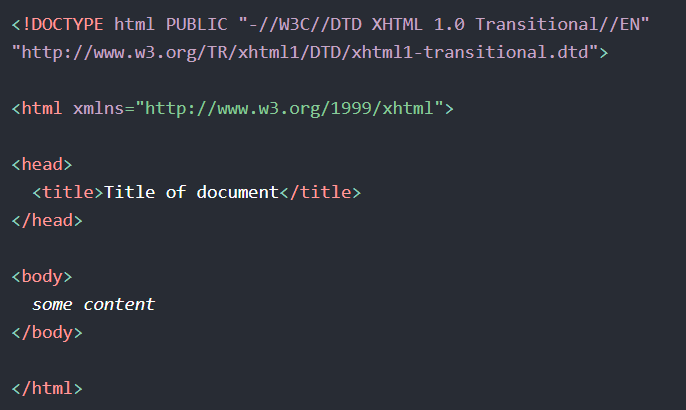 <!DOCTYPE html PUBLIC "-//W3C//DTD XHTML 1.0 Transitional//EN"
"http://www.w3.org/TR/xhtml1/DTD/xhtml1-transitional.dtd">
<html xmlns="http://www.w3.org/1999/xhtml">
<head>
<title>Title of document</title>
</head>
<body>
some content
</body>
</html>